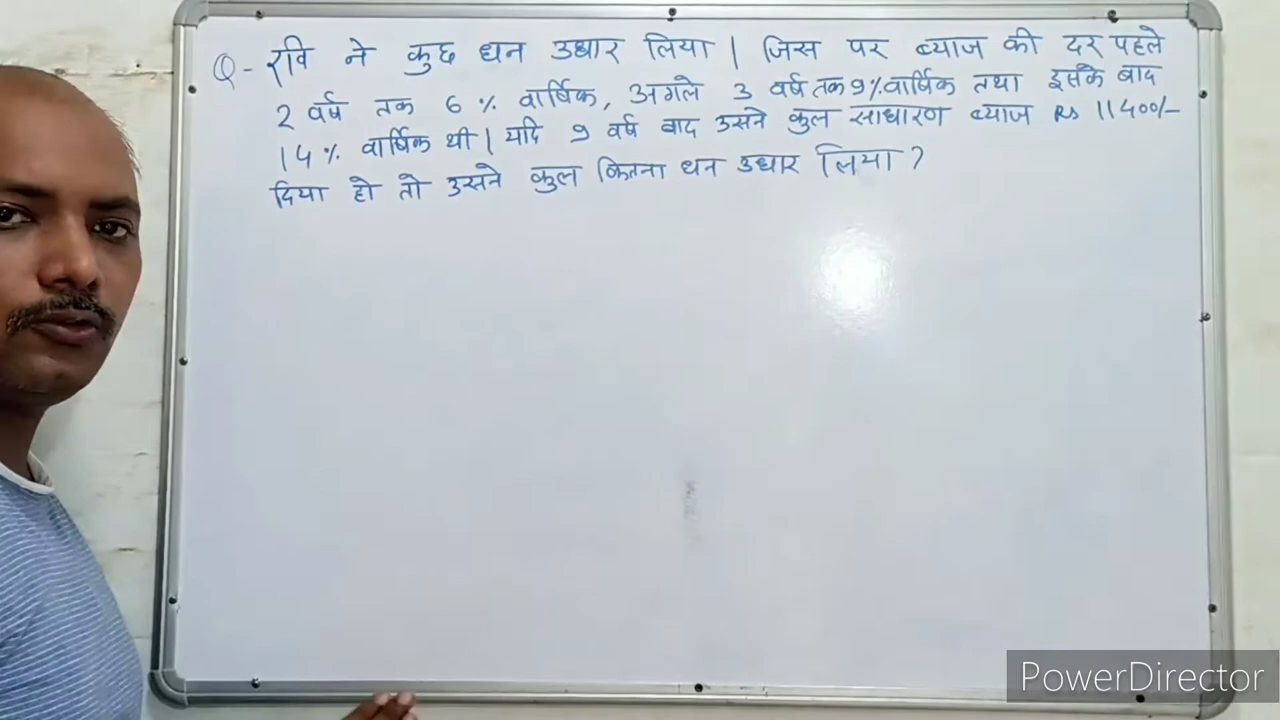 Q- रवि ने कुछ धन उधार लिया | जिस पर ब्याज की दर पहले
2 वर्ष तक 6 % वार्षिक, अगले 3 वर्ष तक 9% वार्षिक तथा इसके बाद
14 % वार्षिक थी | यदि 9 वर्ष बाद उसने कुल साधारण ब्याज Rs 11400/-
दिया हो तो उसने कुल कितना धन उधार लिया ?
PowerDirector